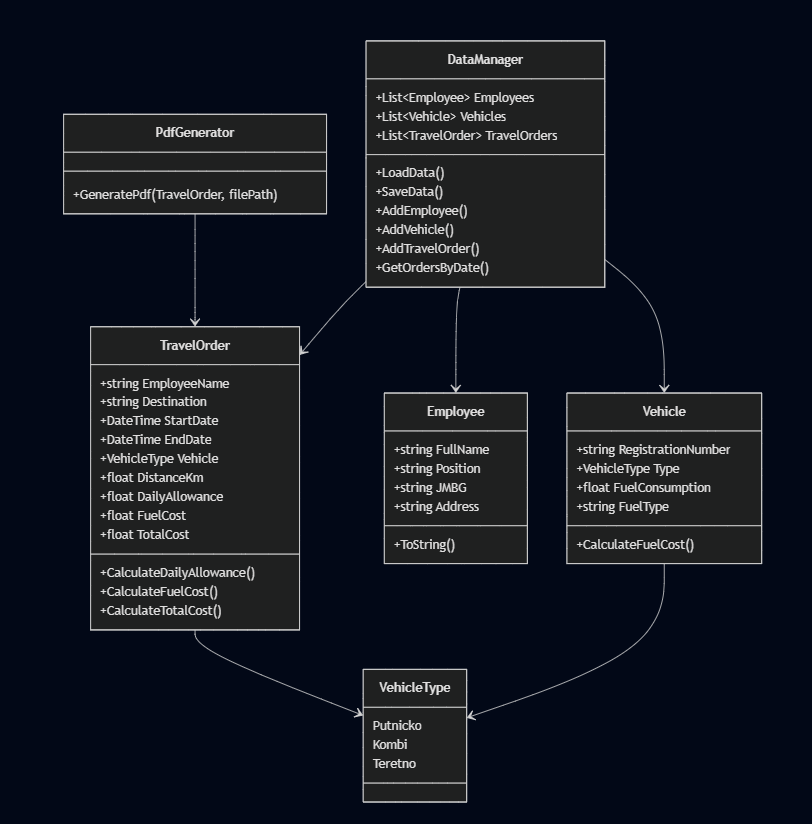 DataManager
+List<Employee> Employees
+List<Vehicle> Vehicles
+List<TravelOrder> TravelOrders
+LoadData()
+SaveData()
+AddEmployee()
+AddVehicle()
+AddTravelOrder()
+GetOrdersByDate()
PdfGenerator
+GeneratePdf(TravelOrder, filePath)
TravelOrder
+string EmployeeName
+string Destination
+DateTime StartDate
+DateTime EndDate
+VehicleType Vehicle
+float DistanceKm
+float DailyAllowance
+float FuelCost
+float TotalCost
+CalculateDailyAllowance()
+CalculateFuelCost()
+CalculateTotalCost()
Employee
+string FullName
+string Position
+string JMBG
+string Address
+ToString()
Vehicle
+string RegistrationNumber
+VehicleType Type
+float FuelConsumption
+string FuelType
+CalculateFuelCost()
VehicleType
Putnicko
Kombi
Teretno